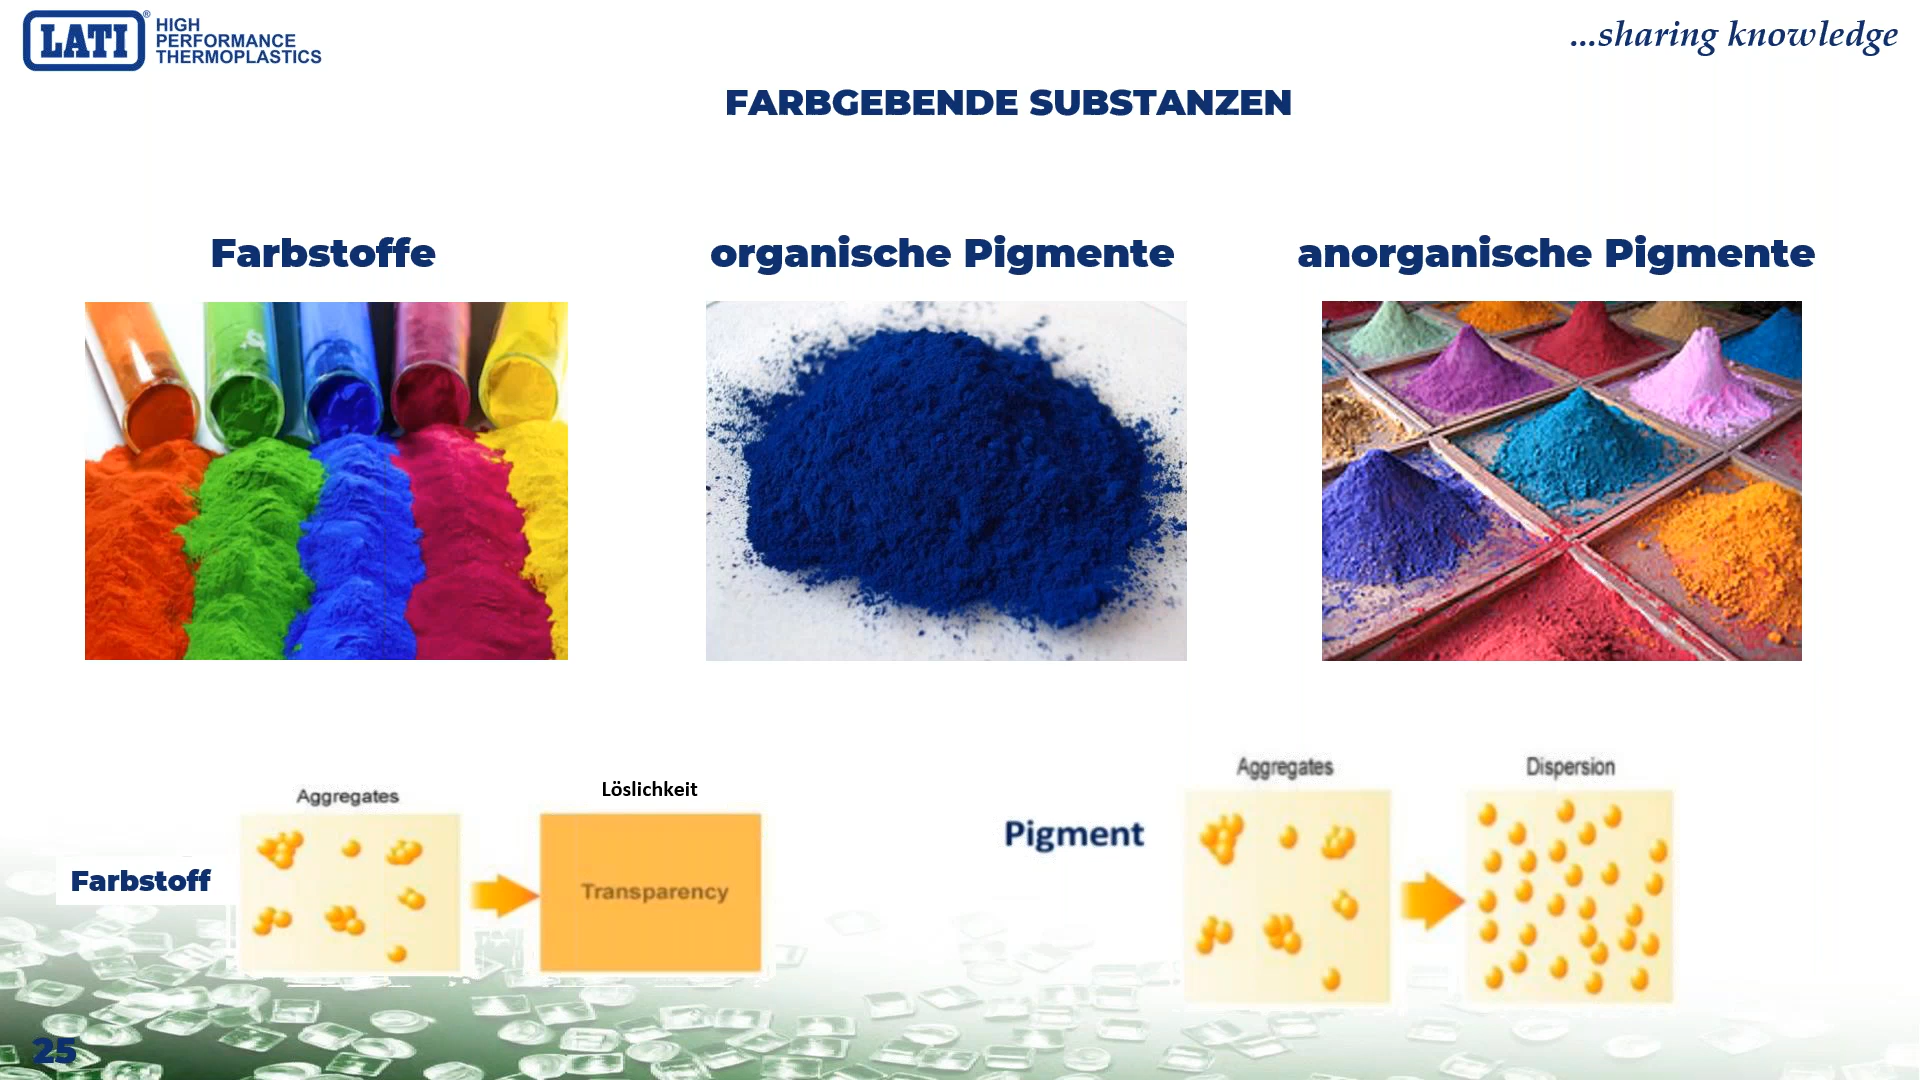 LATI®
HIGH
PERFORMANCE
THERMOPLASTICS
...sharing knowledge
FARBGEBENDE SUBSTANZEN
Farbstoffe
organische Pigmente
anorganische Pigmente
Farbstoff
Aggregates
Löslichkeit
Transparency
Pigment
Aggregates
Dispersion
25